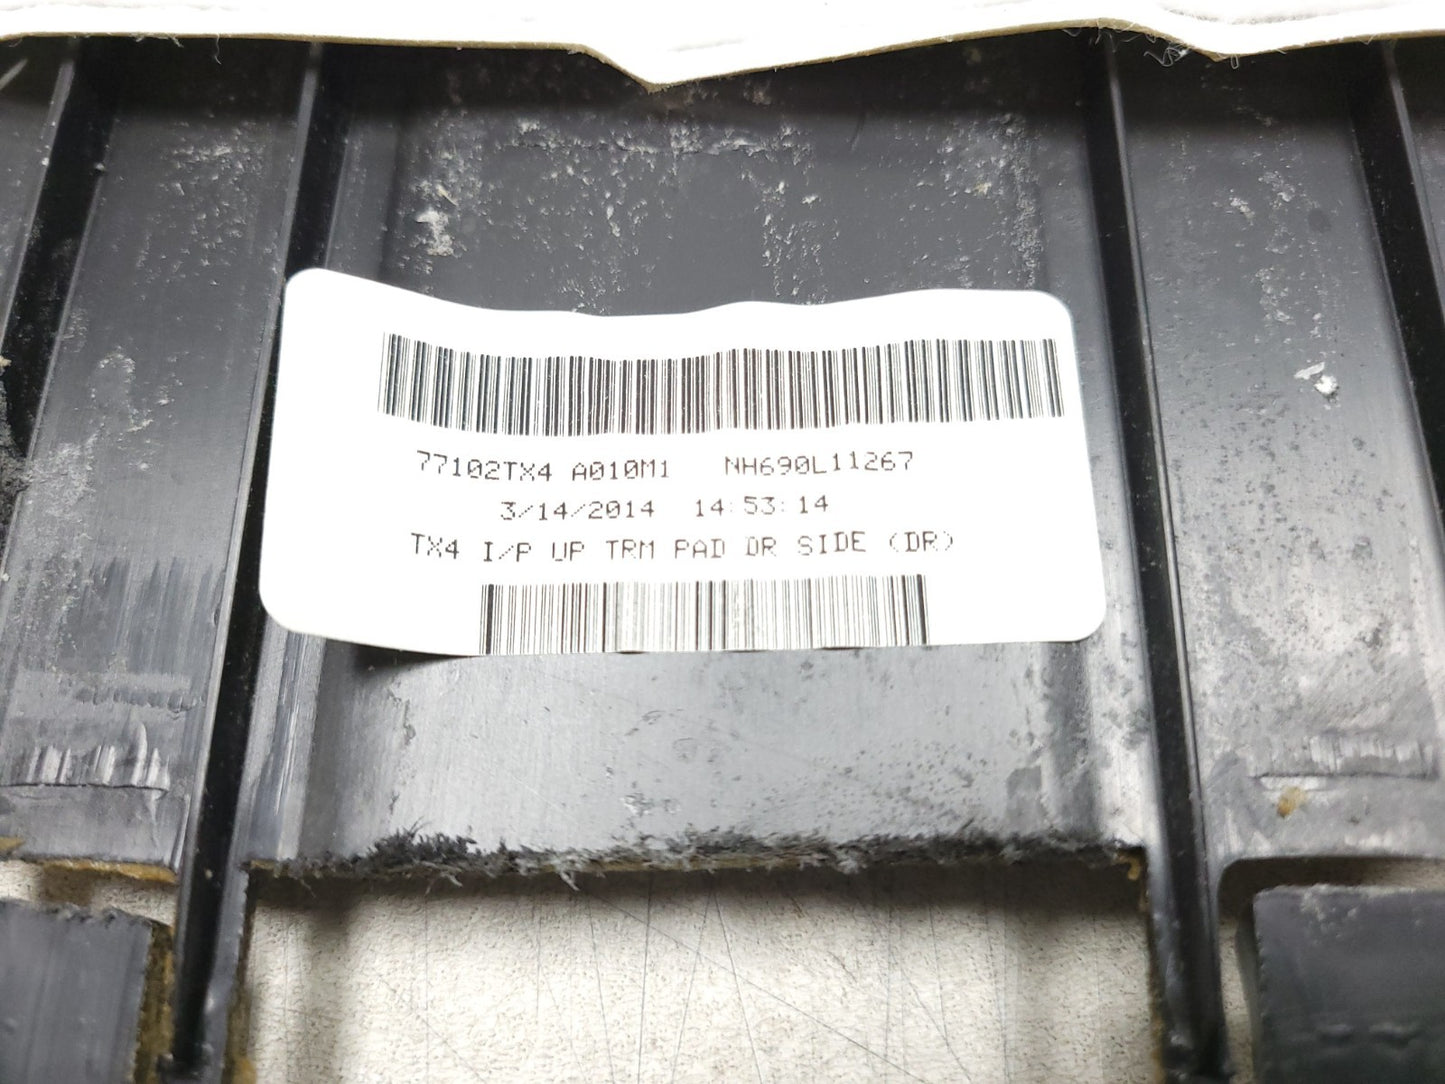 77102TX4 A010M1 NH690L11267
3/14/2014 14:53:14
TX4 I/P UP TRM PAD DR SIDE (DR)